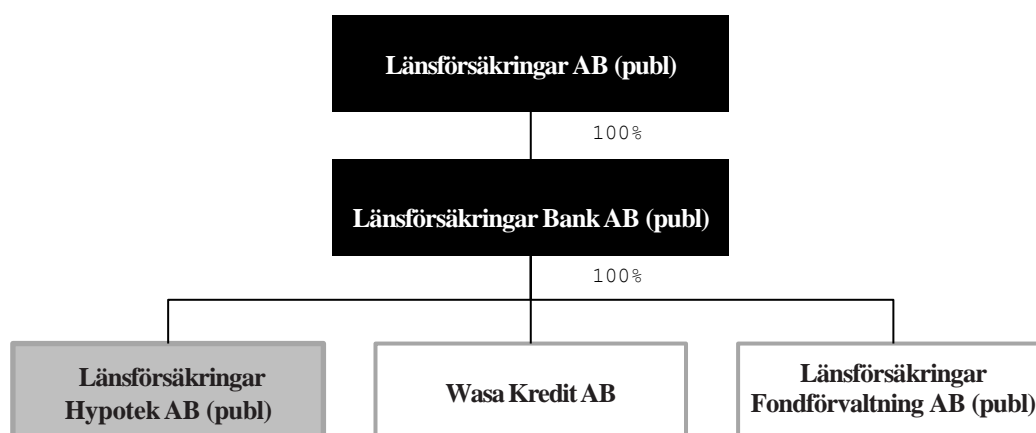 Länsförsäkringar AB (publ)
100%
Länsförsäkringar Bank AB (publ)
100%
Länsförsäkringar
Hypotek AB (publ)
Wasa Kredit AB
Länsförsäkringar
Fondförvaltning AB (publ)